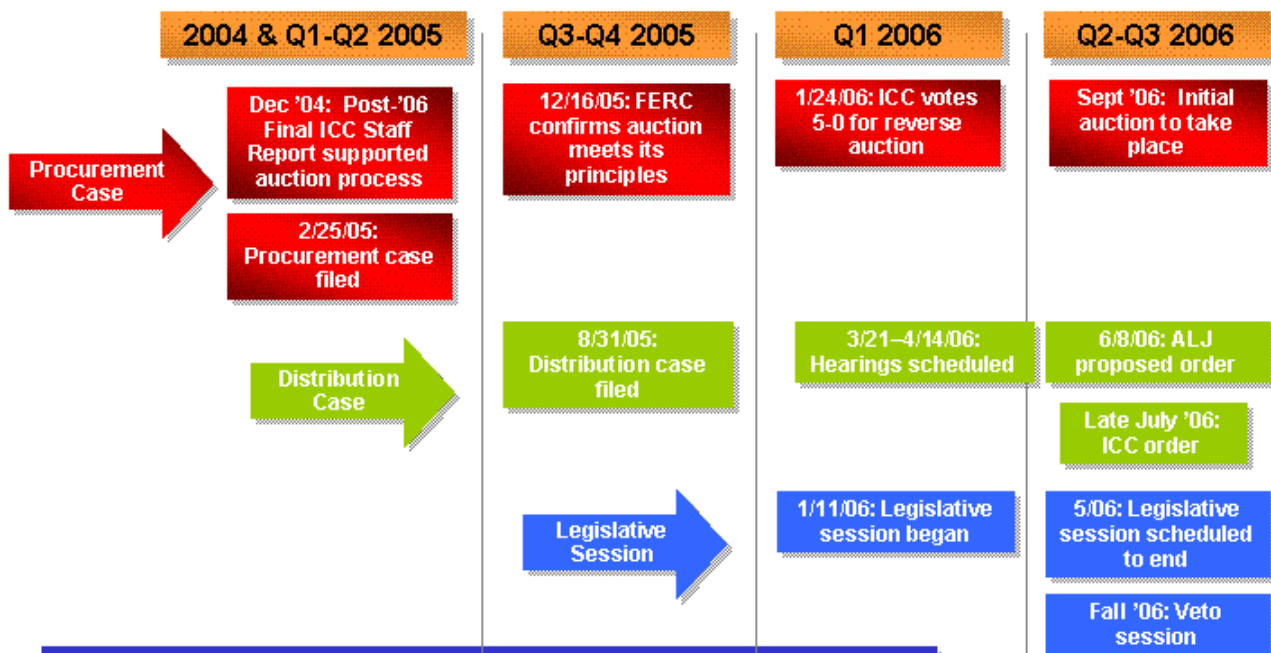 2004 & Q1-Q2 2005
Q3-Q4 2005
Q1 2006
Q2-Q3 2006
Procurement
Case
Dec ’04: Post-’06
Final ICC Staff
Report supported
auction process
2/25/05:
Procurement case
filed
12/16/05: FERC
confirms auction
meets its
principles
1/24/06: ICC votes
5-0 for reverse
auction
Sept ’06: Initial
auction to take
place
Distribution
Case
8/31/05:
Distribution case
filed
3/21–4/14/06:
Hearings scheduled
6/8/06: ALJ
proposed order
Late July ’06:
ICC order
Legislative
Session
1/11/06: Legislative
session began
5/06: Legislative
session scheduled
to end
Fall ’06: Veto
session